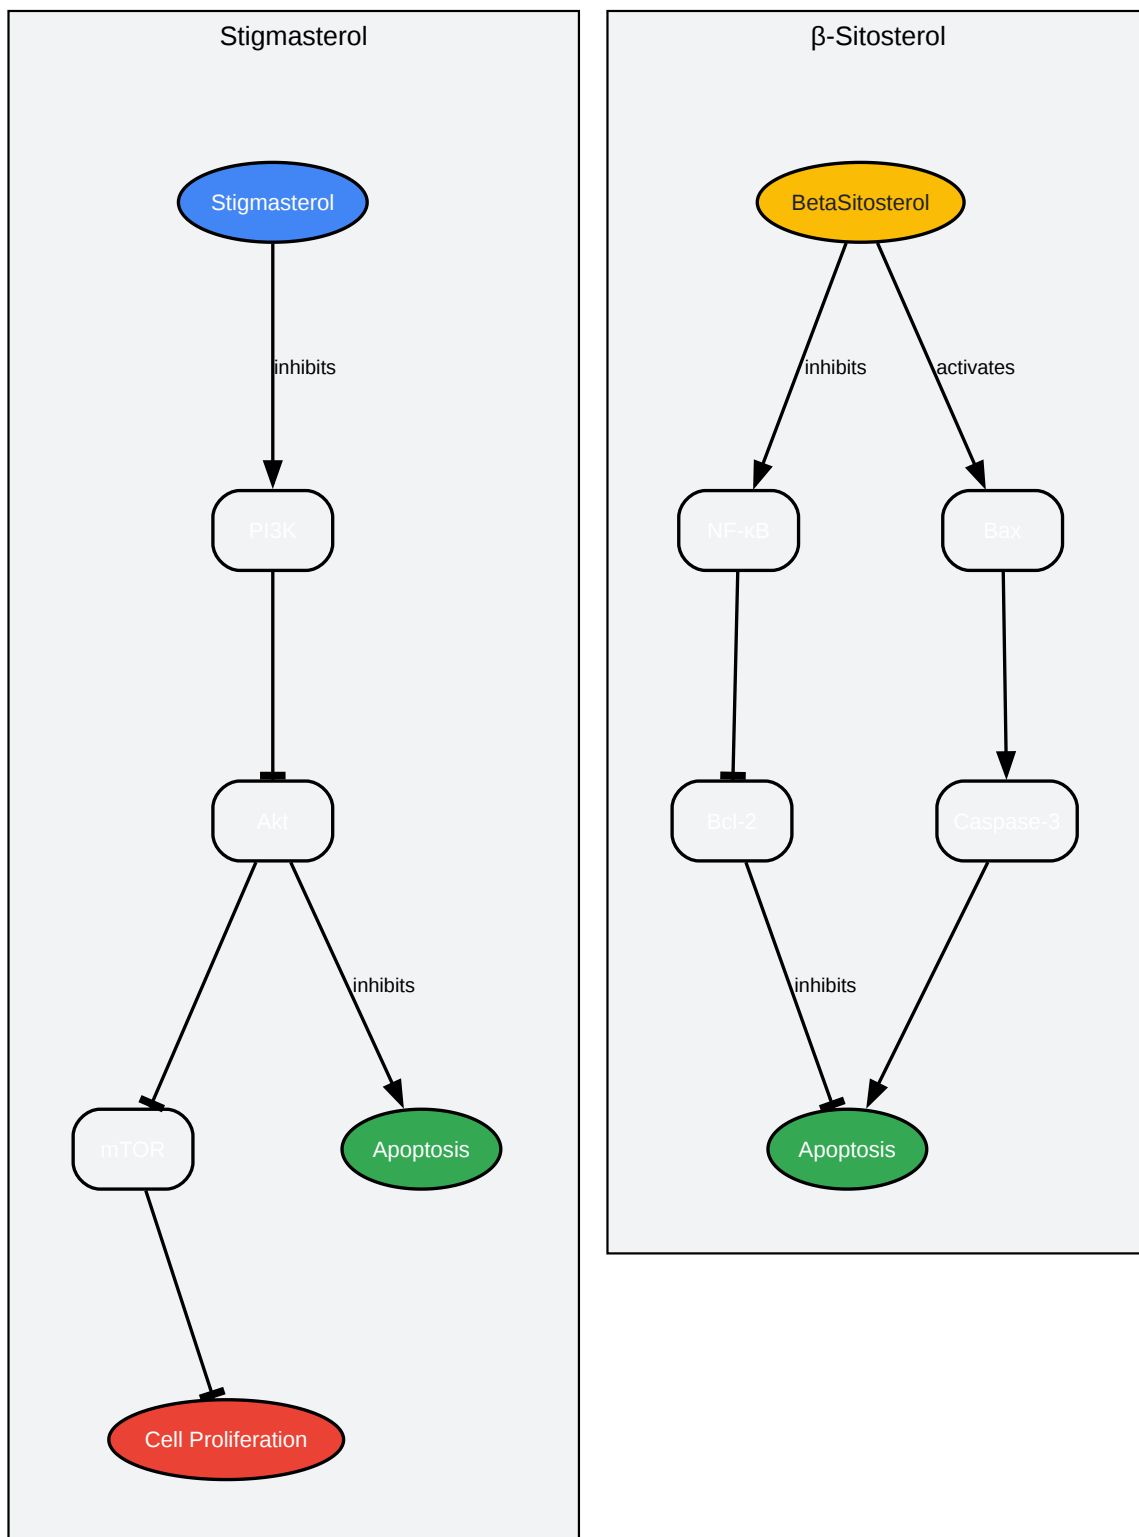 Stigmasterol
Stigmasterol
inhibits
PI3K
Akt
inhibits
mTOR
Apoptosis
Cell Proliferation
β-Sitosterol
BetaSitosterol
inhibits
activates
NF-κB
Bax
Bcl-2
Caspase-3
inhibits
Apoptosis